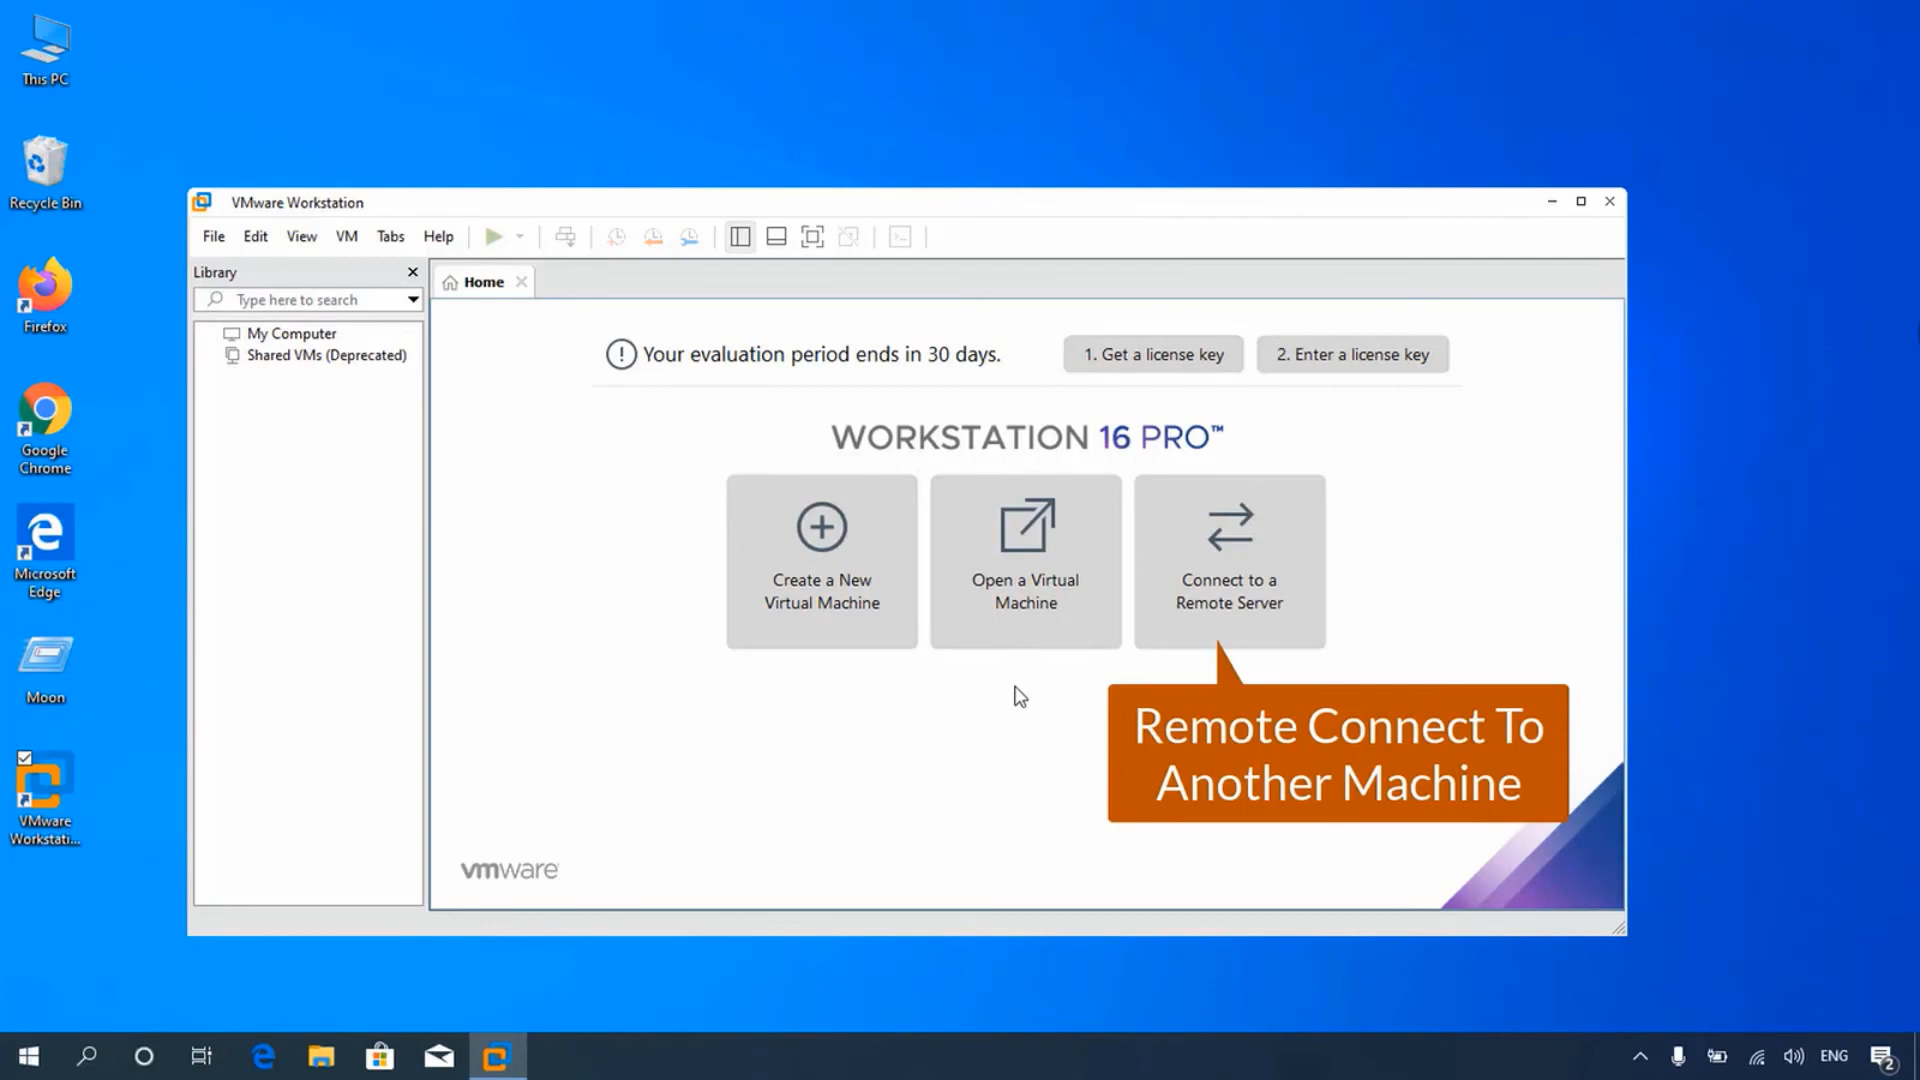 This PC
Recycle Bin
Firefox
Google
Chrome
Microsoft
Edge
Moon
VMware
Workstati...
VMware Workstation
File Edit View VM Tabs Help
Library
Type here to search
My Computer
Shared VMs (Deprecated)
Home
Your evaluation period ends in 30 days.
1. Get a license key
2. Enter a license key
WORKSTATION 16 PRO™
Create a New
Virtual Machine
Open a Virtual
Machine
Connect to a
Remote Server
Remote Connect To
Another Machine
vmware
ENG
2